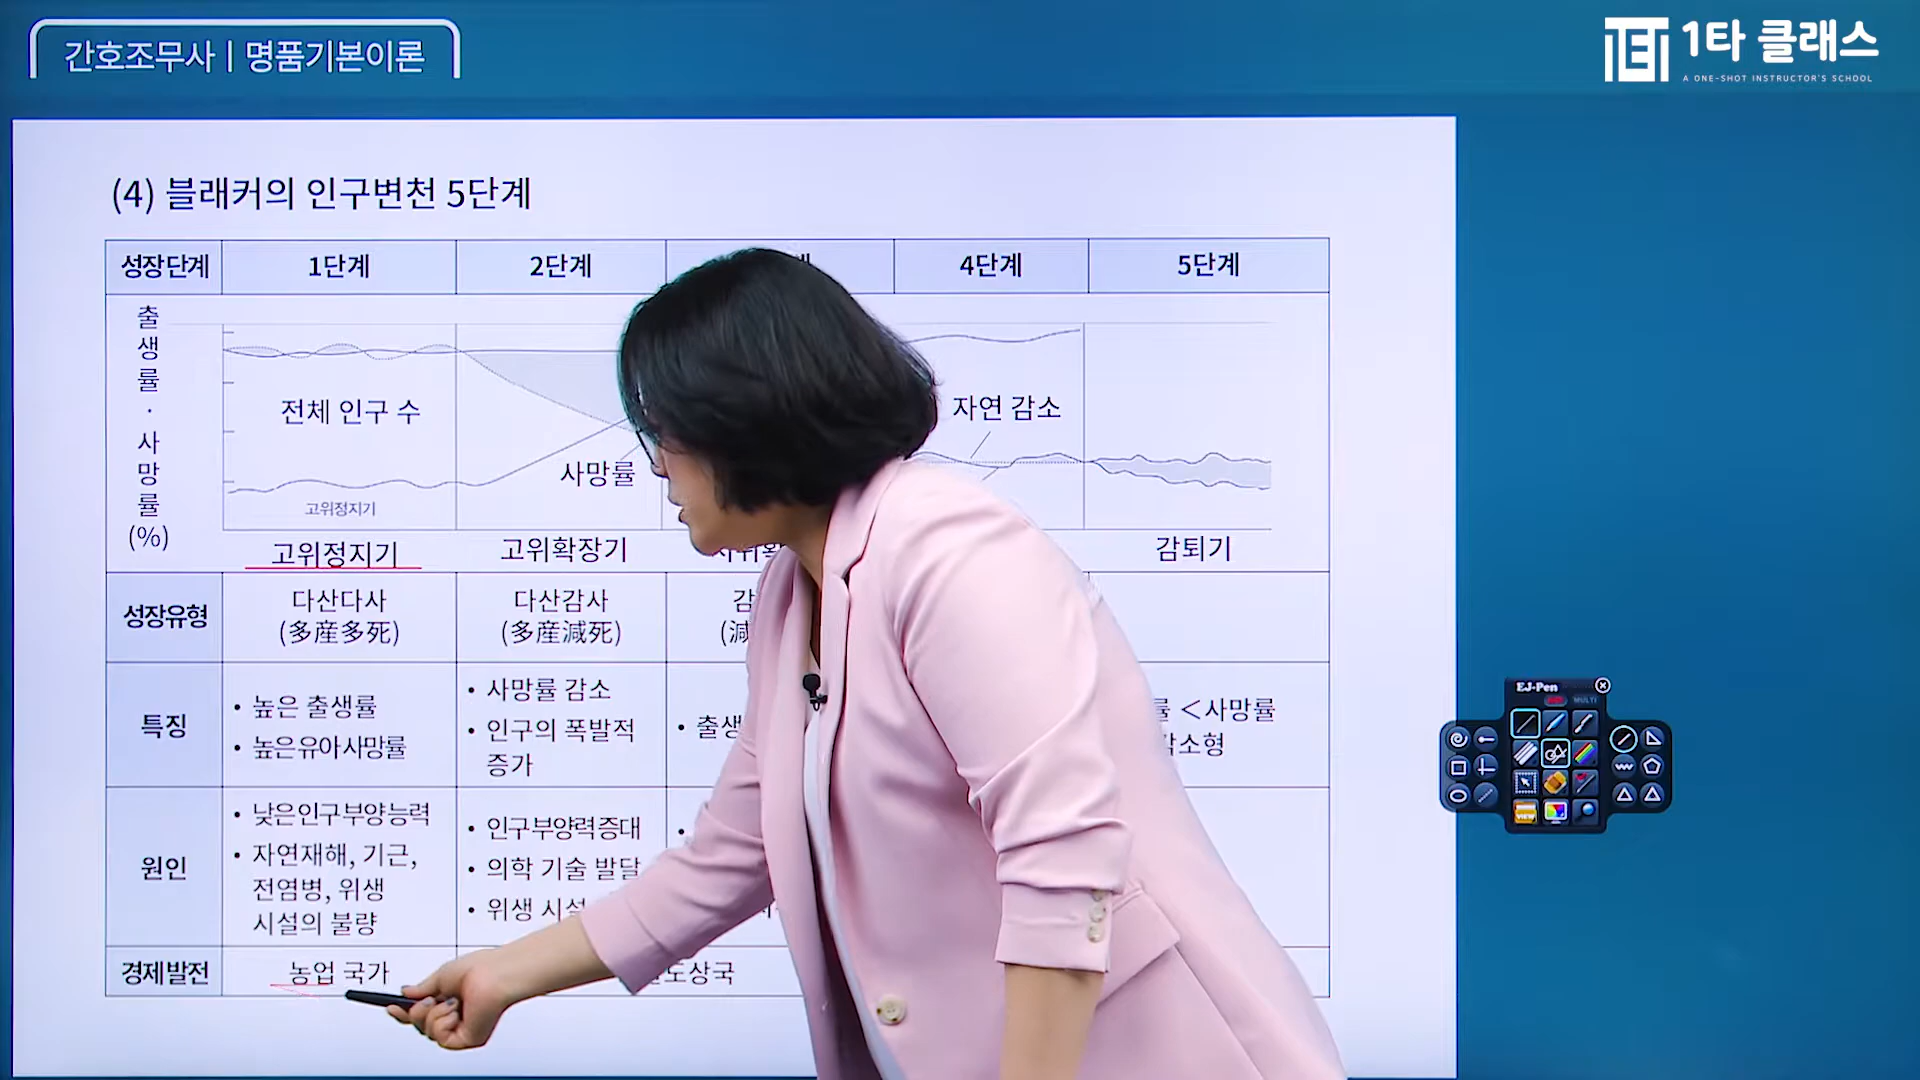 간호조무사 | 명품기본이론
1타 클래스
A ONE-SHOT INSTRUCTOR'S SCHOOL
(4) 블래커의 인구변천 5단계
성장단계 1단계 2단계 4단계 5단계
출생률 · 사망률 (%)
전체 인구 수
사망률
자연 감소
고위정지기
고위정지기 고위확장기 감퇴기
성장유형
다산다사
(多産多死)
다산감사
(多産減死)
특징
• 높은 출생률
• 높은유아사망률
• 사망률 감소
• 인구의 폭발적
증가
<사망률
원인
• 낮은인구부양능력
• 자연재해, 기근,
전염병, 위생
시설의 불량
• 인구부양력증대
• 의학 기술 발달
• 위생
경제발전 농업 국가
EJ-Pen
MULTI
VIEW